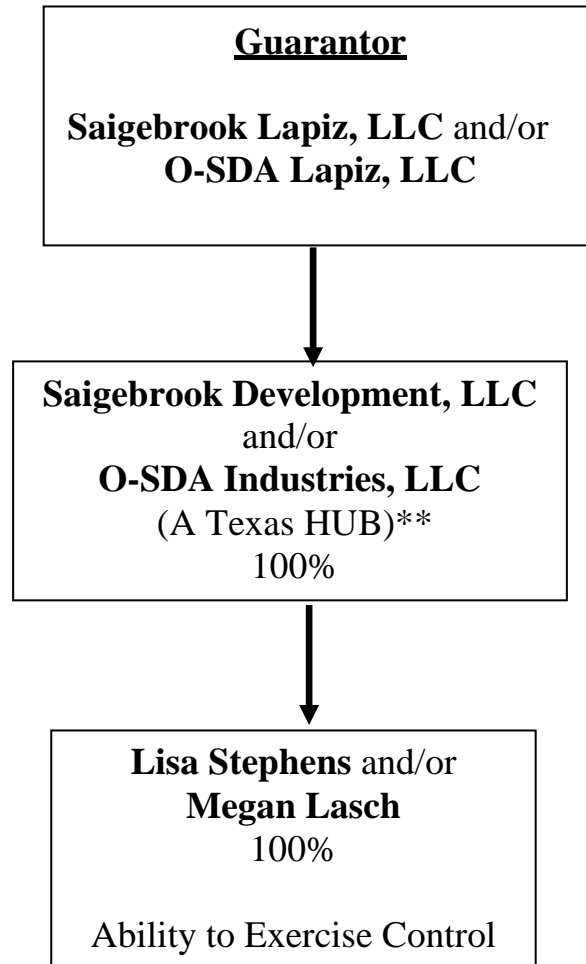 Guarantor
Saigebrook Lapiz, LLC and/or
O-SDA Lapiz, LLC
Saigebrook Development, LLC
and/or
O-SDA Industries, LLC
(A Texas HUB)**
100%
Lisa Stephens and/or
Megan Lasch
100%
Ability to Exercise Control